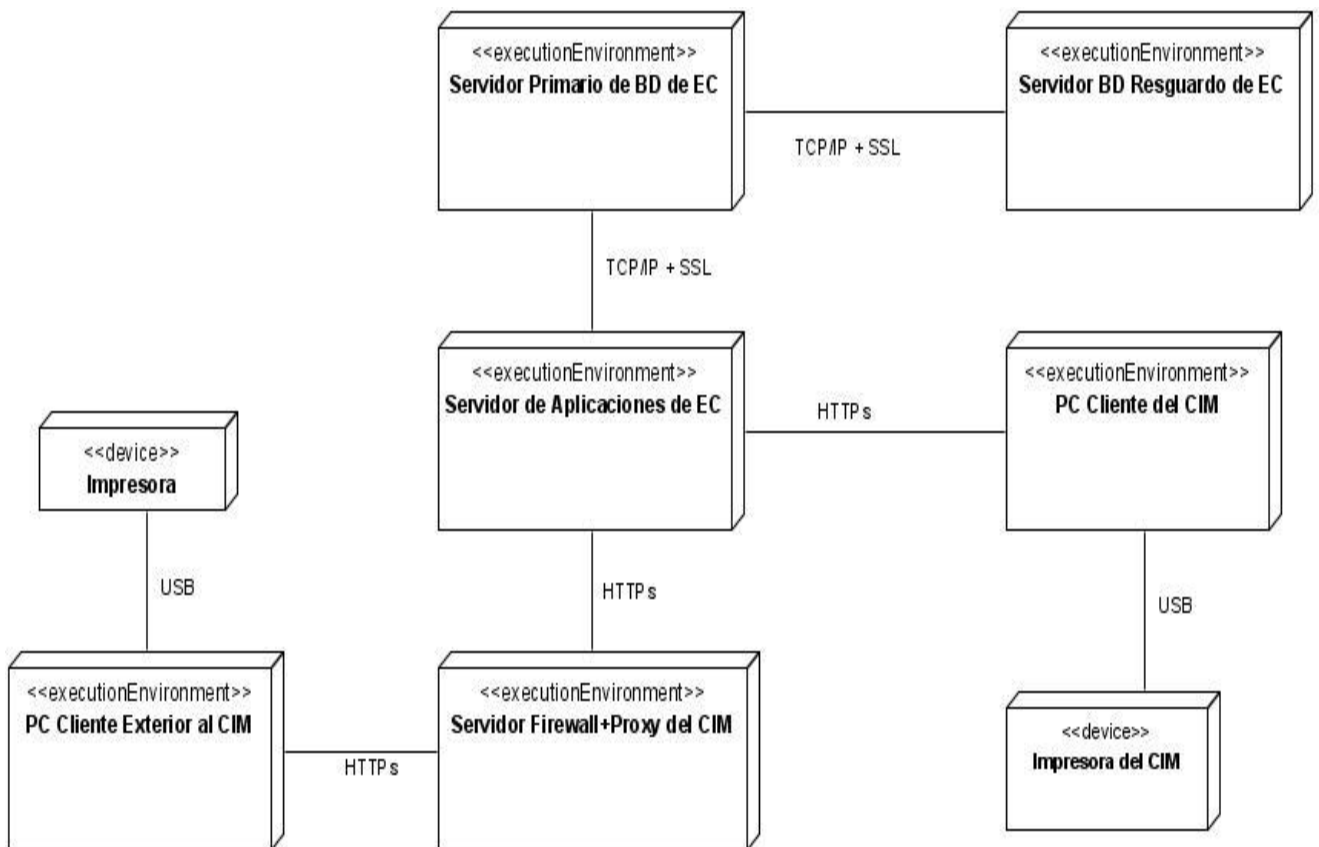 <<executionEnvironment>>
Servidor Primario de BD de EC
<<executionEnvironment>>
Servidor BD Resguardo de EC
TCP/IP + SSL
TCP/IP + SSL
<<executionEnvironment>>
Servidor de Aplicaciones de EC
<<executionEnvironment>>
PC Cliente del CIM
HTTPs
<<device>>
Impresora
USB
HTTPs
USB
<<executionEnvironment>>
PC Cliente Exterior al CIM
<<executionEnvironment>>
Servidor Firewall+Proxy del CIM
HTTPs
<<device>>
Impresora del CIM